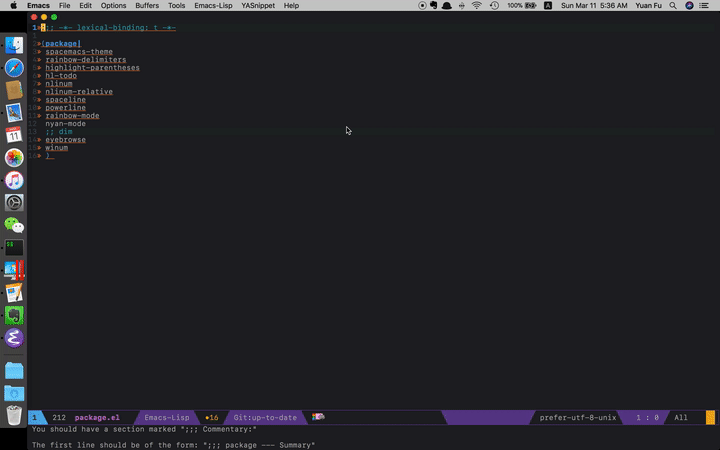 Emacs File Edit Options Buffers Tools Emacs-Lisp YASnippet Help 100% Sun Mar 11 5:36 AM Yuan Fu
1 ;; -*- lexical-binding: t -*-
2 (package|
3 spacemacs-theme
4 rainbow-delimiters
5 highlight-parentheses
6 hl-todo
7 nlinum
8 nlinum-relative
9 spaceline
10 powerline
11 rainbow-mode
12 nyan-mode
13 ;; dim
14 eyebrowse
15 winum
16 )
1 212 package.el Emacs-Lisp •16 Git:up-to-date prefer-utf-8-unix 1 : 0 All
You should have a section marked ";;; Commentary:"
The first line should be of the form: ";;; package --- Summary"